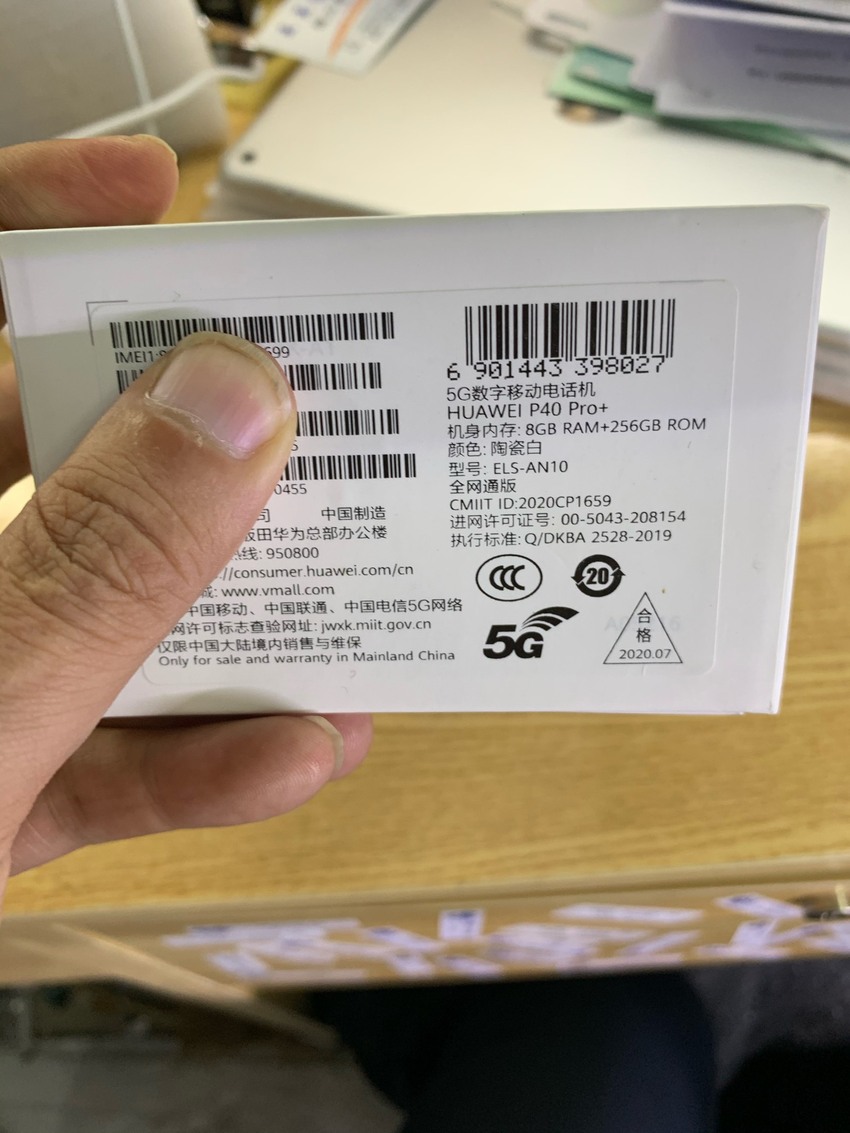 IMEI1:8
699
5
0455
司 中国制造
坂田华为总部办公楼
热线: 950800
://consumer.huawei.com/cn
城: www.vmall.com
中国移动、中国联通、中国电信5G网络
网许可标志查验网址: jwxk.miit.gov.cn
仅限中国大陆境内销售与维保
Only for sale and warranty in Mainland China
6 901443 398027
5G数字移动电话机
HUAWEI P40 Pro+
机身内存: 8GB RAM+256GB ROM
颜色: 陶瓷白
型号: ELS-AN10
全网通版
CMIIT ID:2020CP1659
进网许可证号: 00-5043-208154
执行标准: Q/DKBA 2528-2019
CCC
20
5G
合
格
2020.07